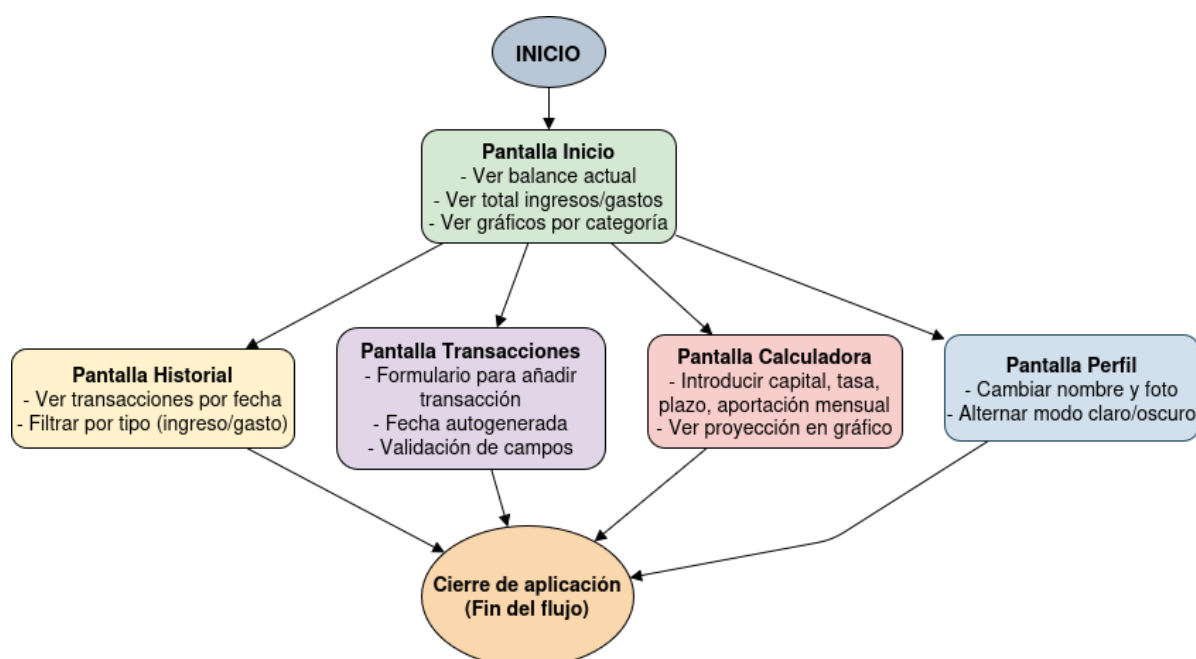 INICIO
Pantalla Inicio
- Ver balance actual
- Ver total ingresos/gastos
- Ver gráficos por categoría
Pantalla Historial
- Ver transacciones por fecha
- Filtrar por tipo (ingreso/gasto)
Pantalla Transacciones
- Formulario para añadir
transacción
- Fecha autogenerada
- Validación de campos
Pantalla Calculadora
- Introducir capital, tasa,
plazo, aportación mensual
- Ver proyección en gráfico
Pantalla Perfil
- Cambiar nombre y foto
- Alternar modo claro/oscuro
Cierre de aplicación
(Fin del flujo)